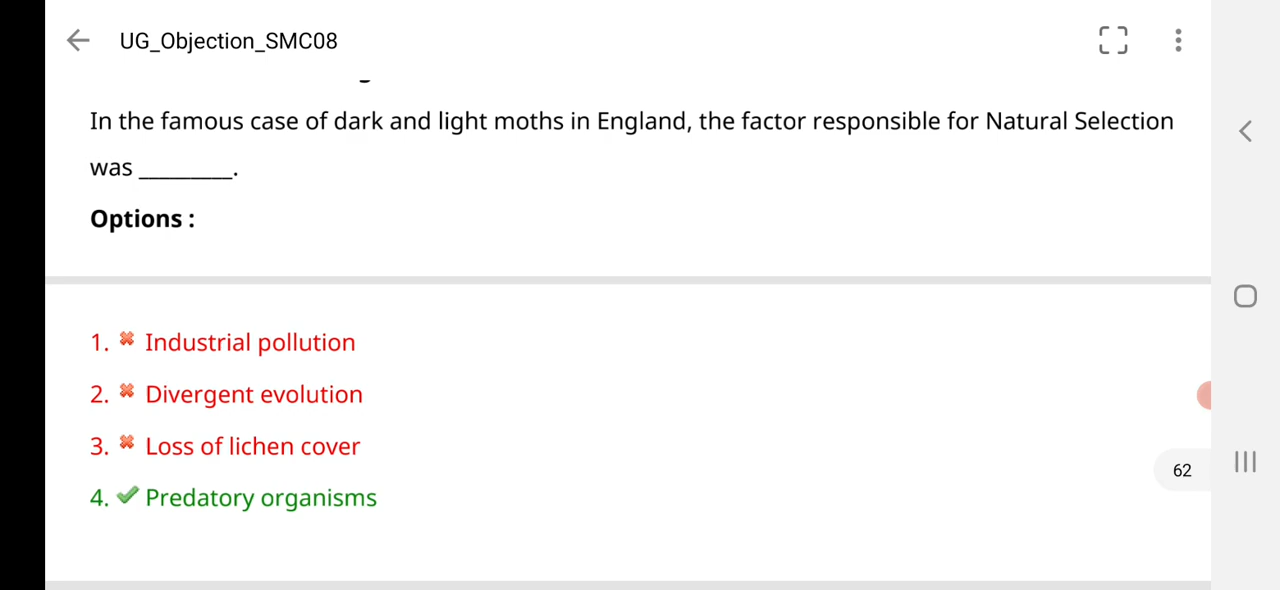 UG_Objection_SMC08
In the famous case of dark and light moths in England, the factor responsible for Natural Selection
was _________.
Options :
1. Industrial pollution
2. Divergent evolution
3. Loss of lichen cover
62
4. Predatory organisms